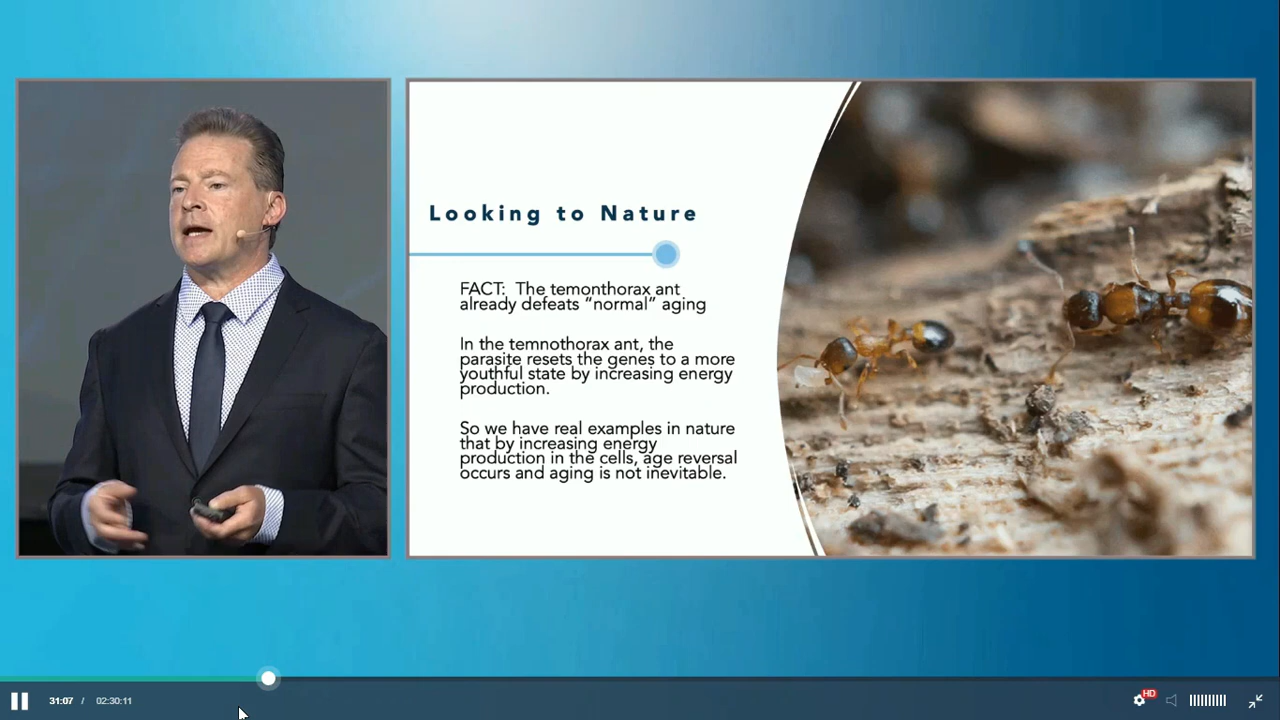 Looking to Nature
FACT: The temonthorax ant
already defeats “normal” aging
In the temnothorax ant, the
parasite resets the genes to a more
youthful state by increasing energy
production.
So we have real examples in nature
that by increasing energy
production in the cells, age reversal
occurs and aging is not inevitable.
31:07 / 02:30:11
HD